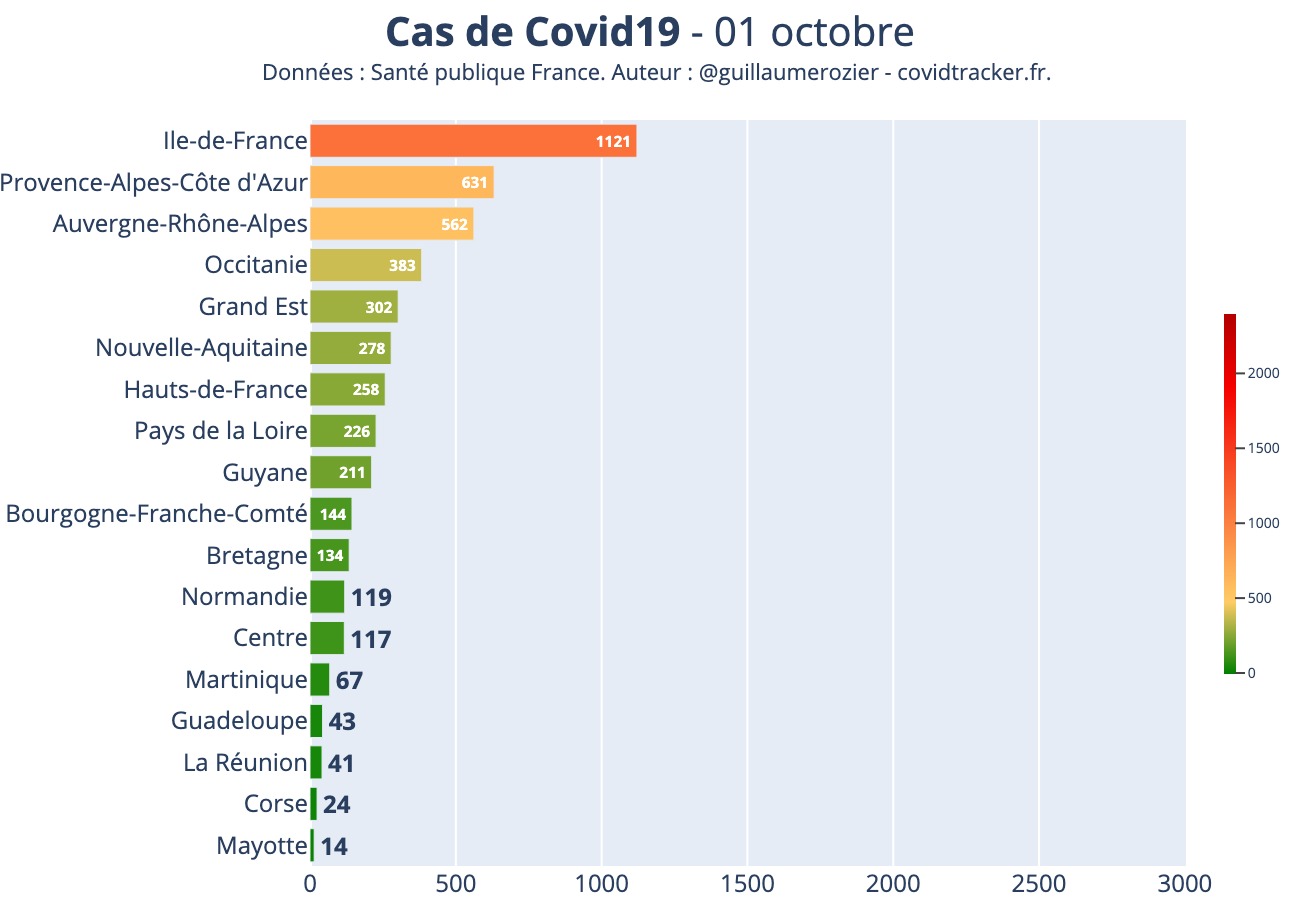 Cas de Covid19 - 01 octobre
Données : Santé publique France. Auteur : @guillaumerozier - covidtracker.fr.
Ile-de-France 1121
Provence-Alpes-Côte d'Azur 631
Auvergne-Rhône-Alpes 562
Occitanie 383
Grand Est 302
Nouvelle-Aquitaine 278
Hauts-de-France 258
Pays de la Loire 226
Guyane 211
Bourgogne-Franche-Comté 144
Bretagne 134
Normandie 119
Centre 117
Martinique 67
Guadeloupe 43
La Réunion 41
Corse 24
Mayotte 14
0 500 1000 1500 2000 2500 3000
2000
1500
1000
500
0